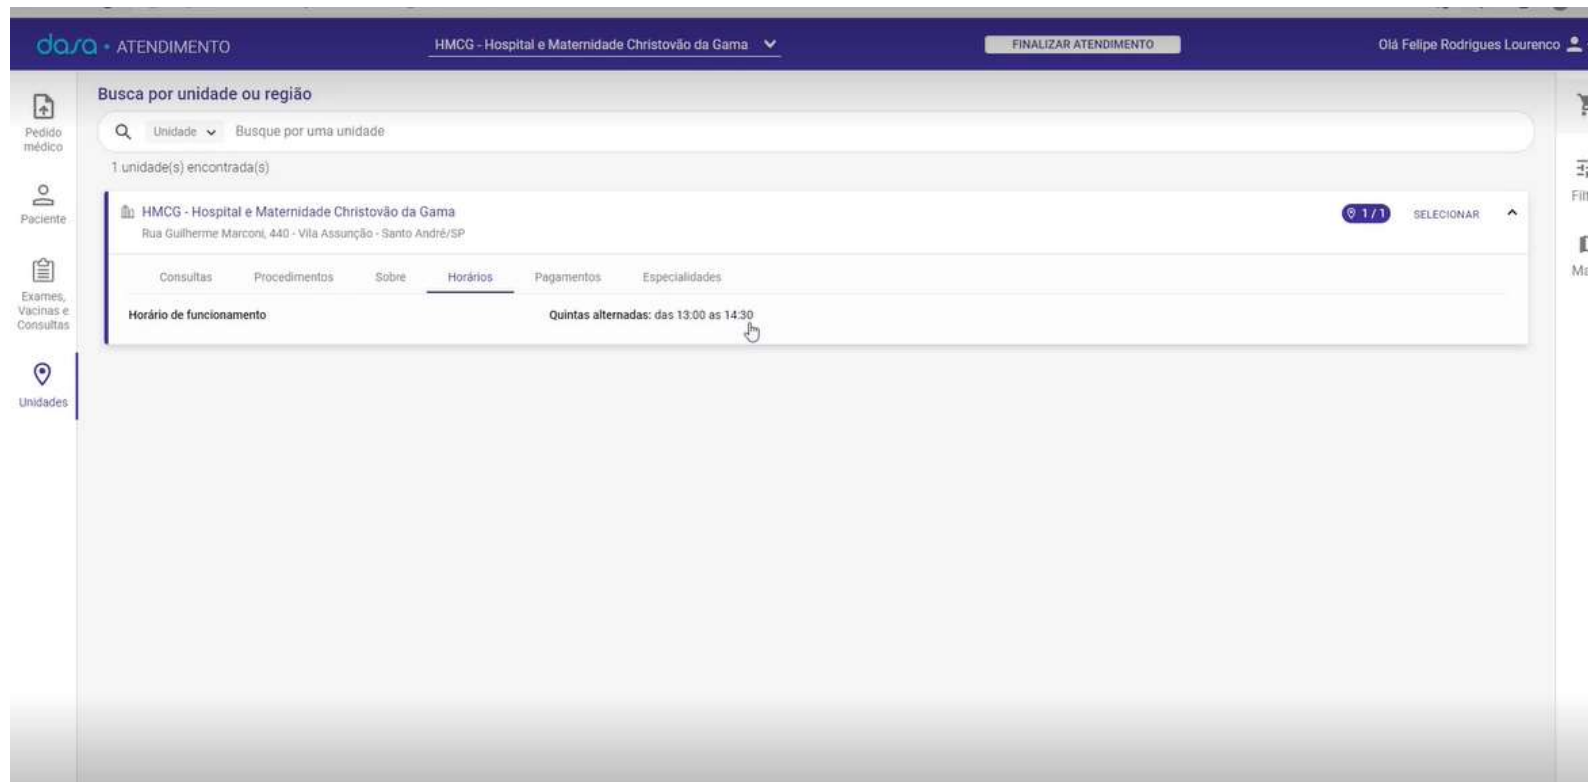 dasa • ATENDIMENTO
HMCG - Hospital e Maternidade Christovão da Gama
FINALIZAR ATENDIMENTO
Olá Felipe Rodrigues Lourenco
Pedido
médico
Paciente
Exames,
Vacinas e
Consultas
Unidades
Busca por unidade ou região
Unidade
Busque por uma unidade
1 unidade(s) encontrada(s)
HMCG - Hospital e Maternidade Christovão da Gama
1 / 1
SELECIONAR
Rua Guilherme Marconi, 440 - Vila Assunção - Santo André/SP
Consultas
Procedimentos
Sobre
Horários
Pagamentos
Especialidades
Horário de funcionamento
Quintas alternadas: das 13:00 as 14:30